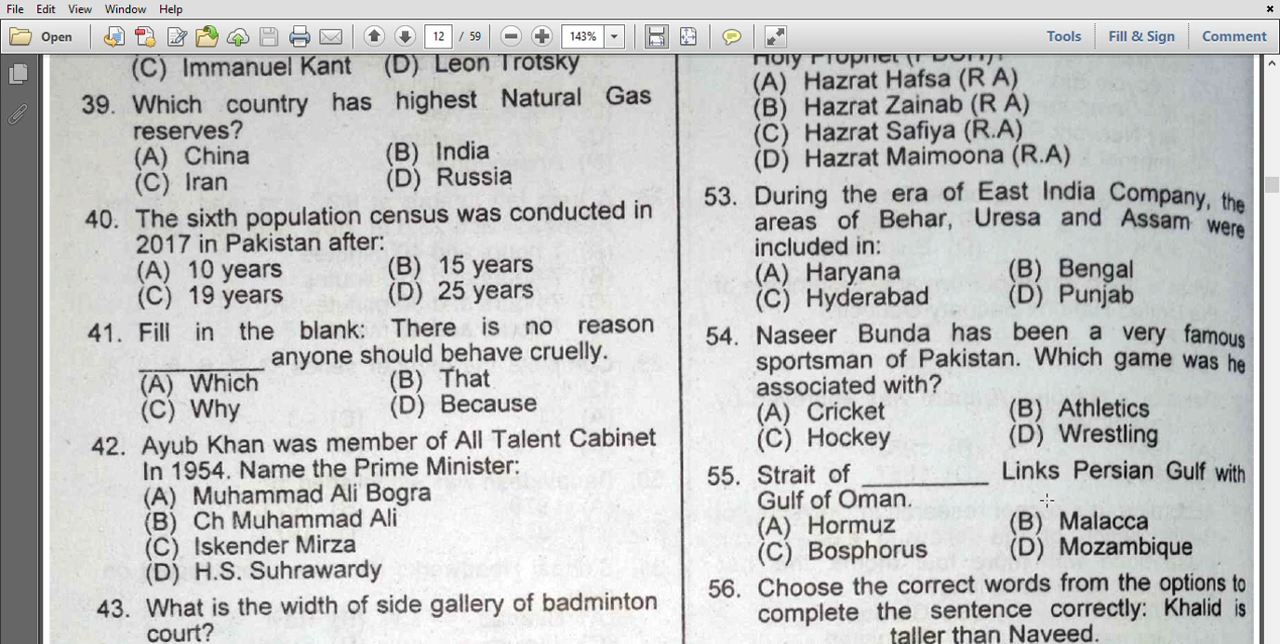 File Edit View Window Help
Open 12 / 59 143% Tools Fill & Sign Comment
(C) Immanuel Kant (D) Leon Trotsky
39. Which country has highest Natural Gas
reserves?
(A) China (B) India
(C) Iran (D) Russia
40. The sixth population census was conducted in
2017 in Pakistan after:
(A) 10 years (B) 15 years
(C) 19 years (D) 25 years
41. Fill in the blank: There is no reason
____________ anyone should behave cruelly.
(A) Which (B) That
(C) Why (D) Because
42. Ayub Khan was member of All Talent Cabinet
In 1954. Name the Prime Minister:
(A) Muhammad Ali Bogra
(B) Ch Muhammad Ali
(C) Iskender Mirza
(D) H.S. Suhrawardy
43. What is the width of side gallery of badminton
court?
Holy Prophet (PBUH)?
(A) Hazrat Hafsa (R A)
(B) Hazrat Zainab (R A)
(C) Hazrat Safiya (R.A)
(D) Hazrat Maimoona (R.A)
53. During the era of East India Company, the
areas of Behar, Uresa and Assam were
included in:
(A) Haryana (B) Bengal
(C) Hyderabad (D) Punjab
54. Naseer Bunda has been a very famous
sportsman of Pakistan. Which game was he
associated with?
(A) Cricket (B) Athletics
(C) Hockey (D) Wrestling
55. Strait of ____________ Links Persian Gulf with
Gulf of Oman.
(A) Hormuz (B) Malacca
(C) Bosphorus (D) Mozambique
56. Choose the correct words from the options to
complete the sentence correctly: Khalid is
____________ taller than Naveed.